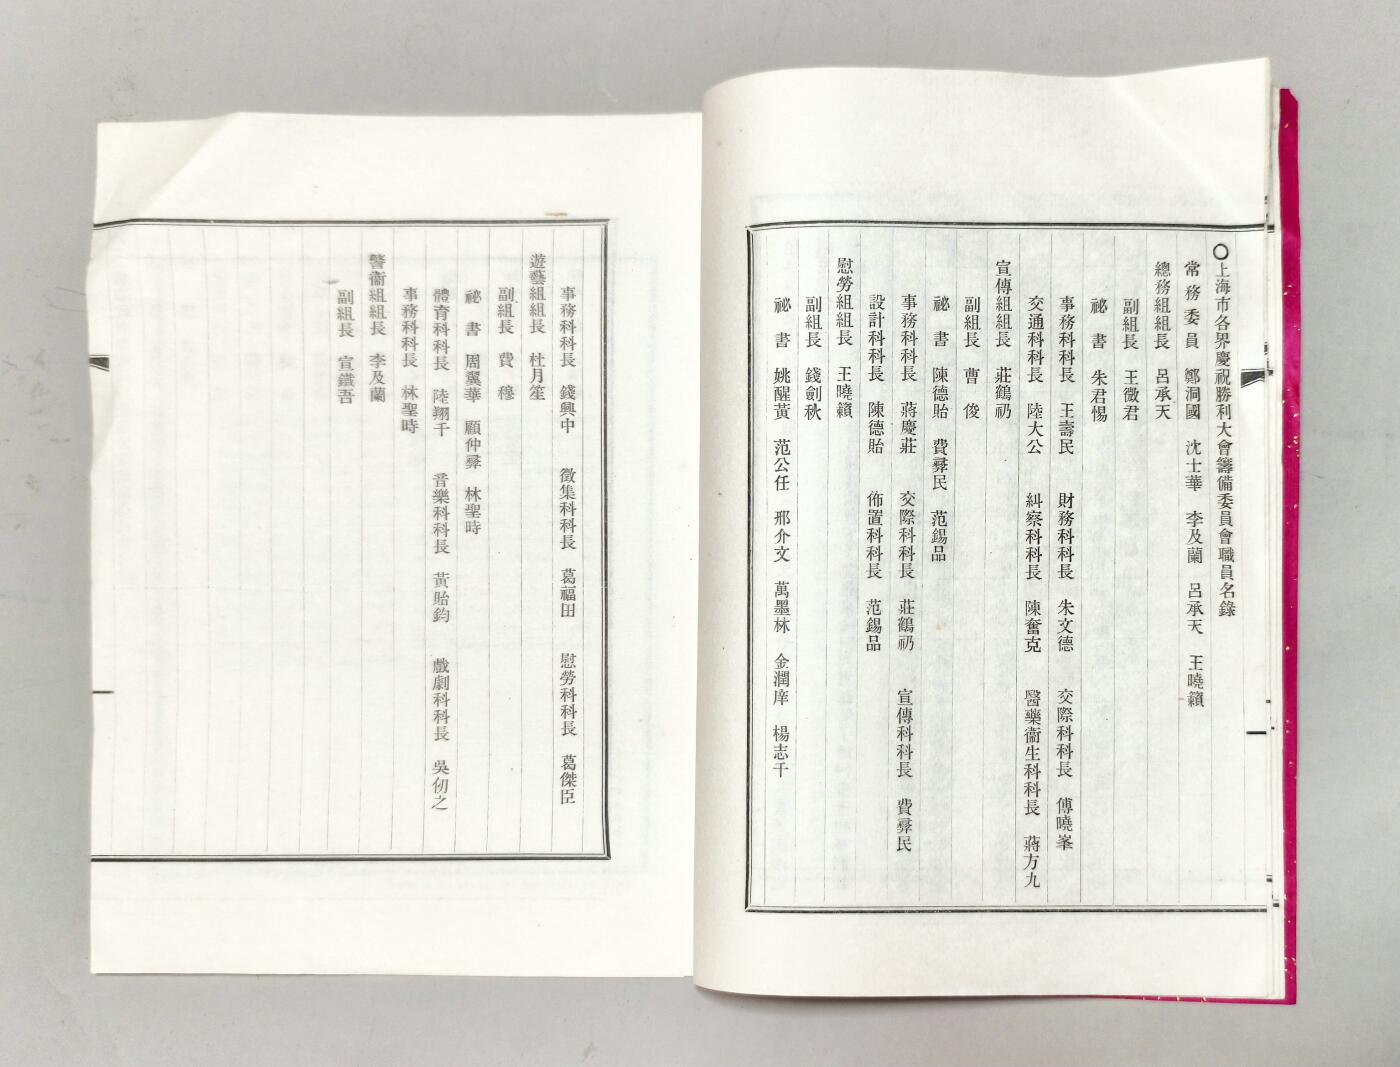 〇上海市各界慶祝勝利大會籌備委員會職員名錄
常務委員 鄭洞國 沈士華 李及蘭 呂承天 王曉籟
總務組組長 呂承天
副組長 王微君
祕書 朱君惕
事務科科長 王壽民 財務科科長 朱文德 交際科科長 傅曉峯
交通科科長 陸大公 糾察科科長 陳奮克 醫藥衞生科科長 蔣方九
宣傳組組長 莊鶴礽
副組長 曹俊
祕書 陳德貽 費彛民 范錫品
事務科科長 蔣慶莊 交際科科長 莊鶴礽 宣傳科科長 費彛民
設計科科長 陳德貽 佈置科科長 范錫品
慰勞組組長 王曉籟
副組長 錢劍秋
祕書 姚醒黃 范公任 邢介文 萬墨林 金潤庠 楊志千
事務科科長 錢興中 徵集科科長 葛福田 慰勞科科長 葛傑臣
遊藝組組長 杜月笙
副組長 費穆
祕書 周翼華 顧仲彛 林聖時
體育科科長 陸翔千 音樂科科長 黃貽鈞 戲劇科科長 吳仞之
事務科科長 林聖時
警衞組組長 李及蘭
副組長 宣鐵吾